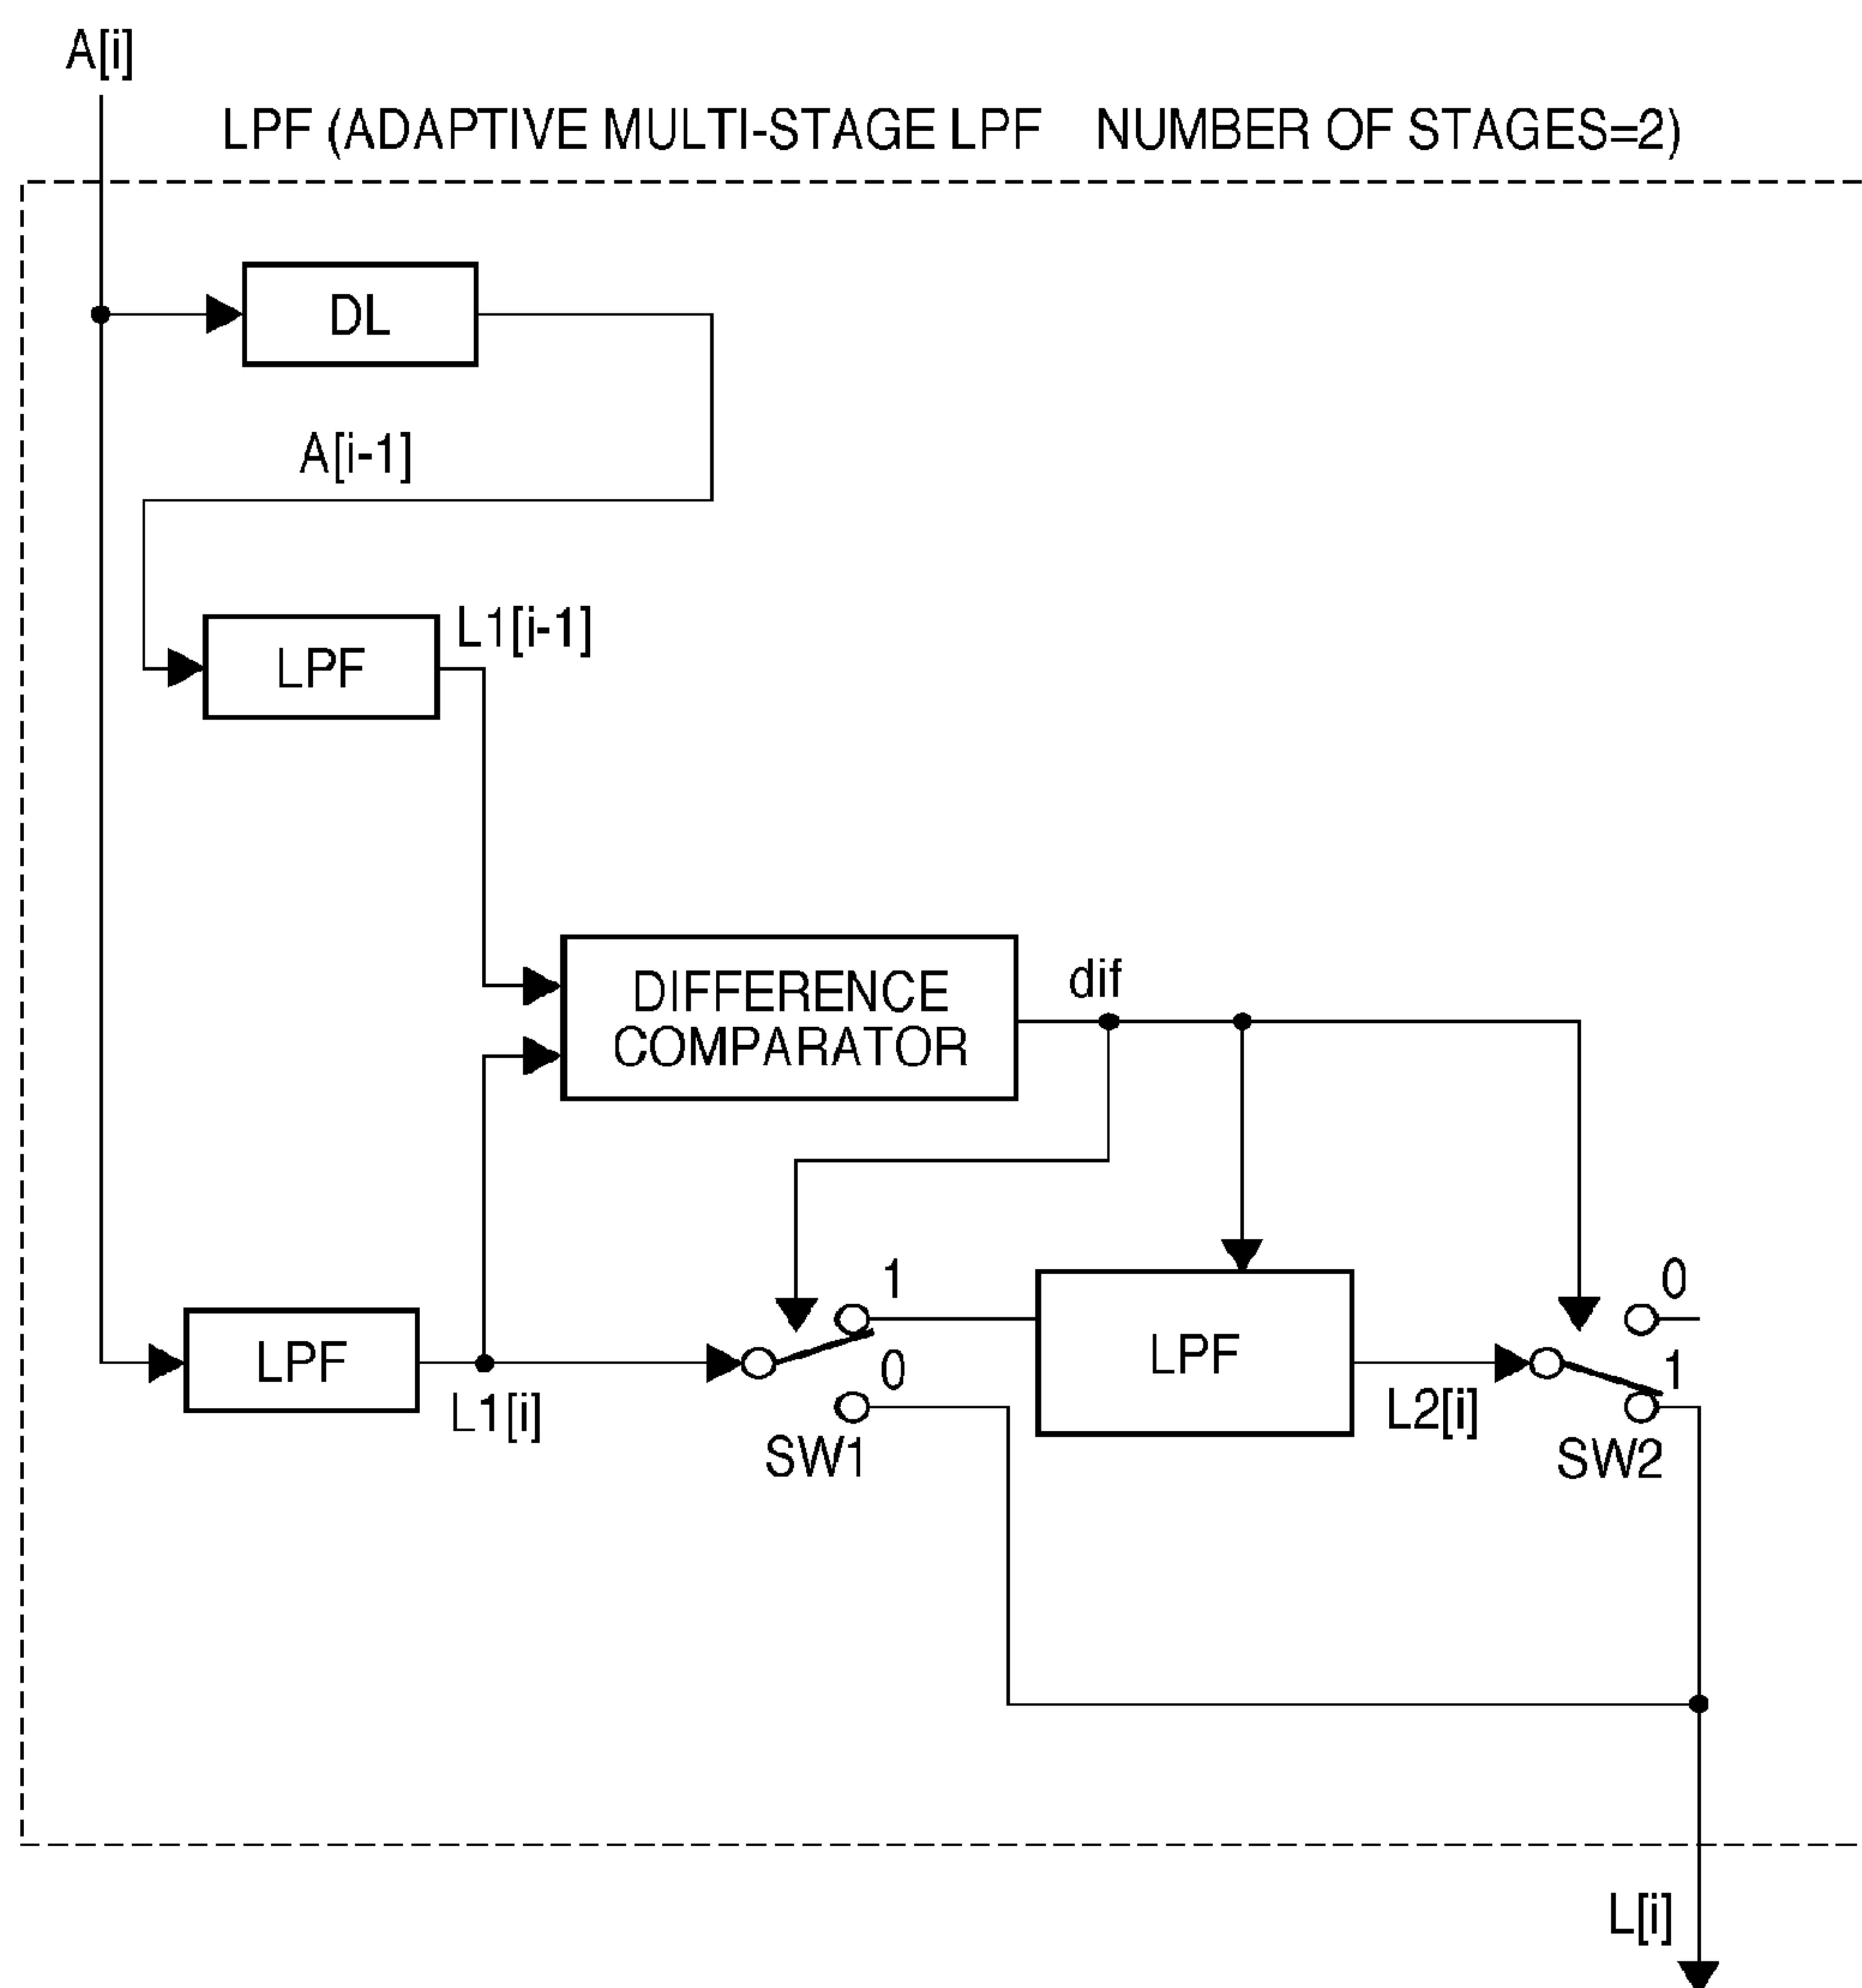 A[i]
LPF (ADAPTIVE MULTI-STAGE LPF NUMBER OF STAGES=2)
DL
A[i-1]
L1[i-1]
LPF
DIFFERENCE
COMPARATOR
dif
1
0
LPF
0
1
LPF
L1[i]
L2[i]
SW1
SW2
L[i]